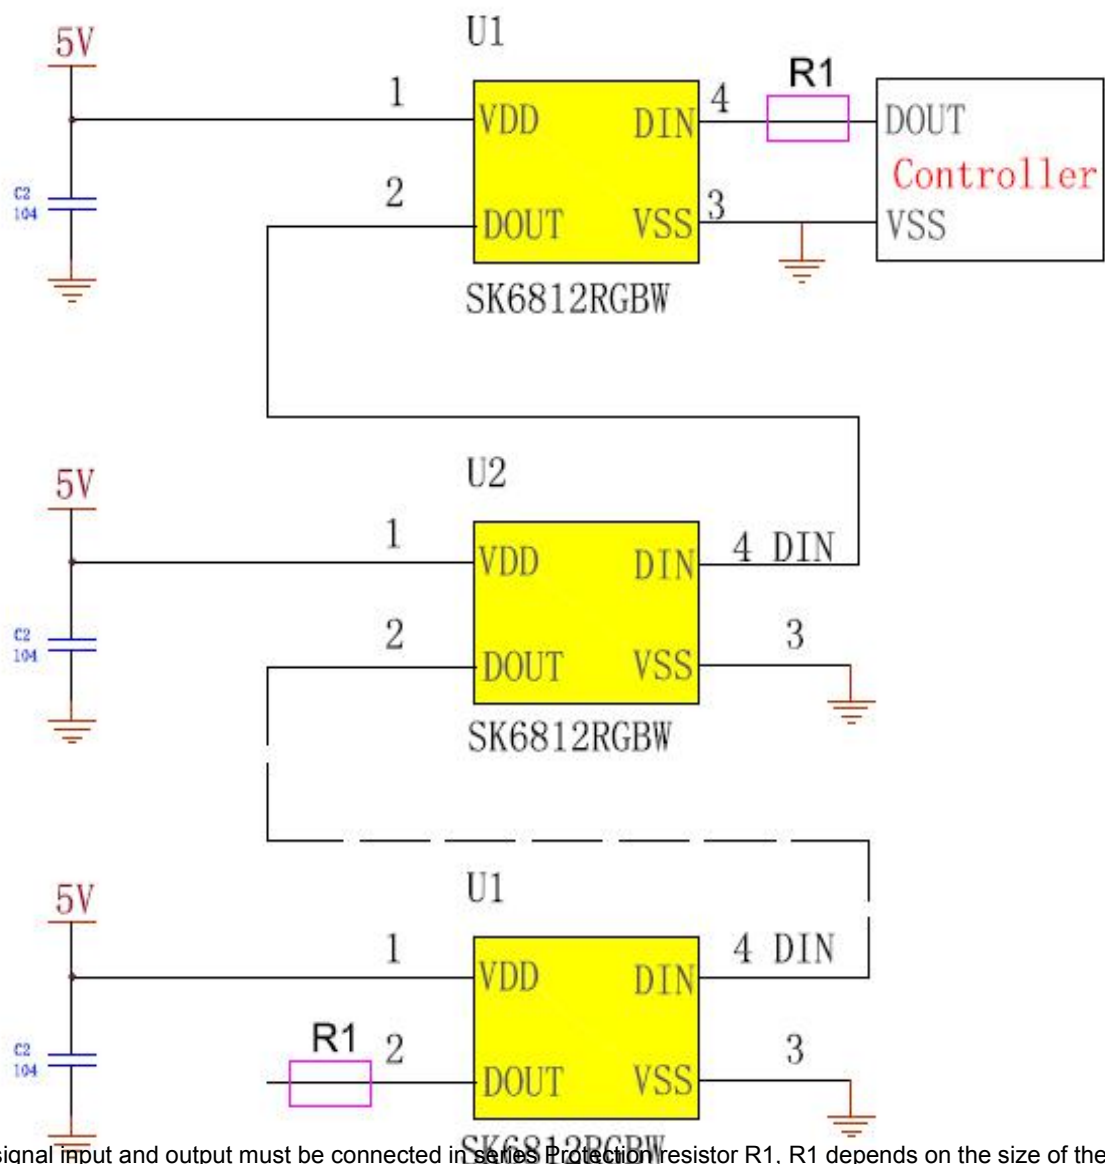 U1
5V
R1
1
4
VDD
DIN
DOUT
Controller
C2
104
2
3
DOUT
VSS
VSS
SK6812RGBW
U2
5V
1
4 DIN
VDD
DIN
C2
104
2
3
DOUT
VSS
SK6812RGBW
U1
5V
1
4 DIN
VDD
DIN
C2
104
R1
2
3
DOUT
VSS
SK6812RGBW
signal input and output must be connected in series Protection resistor R1, R1 depends on the size of the